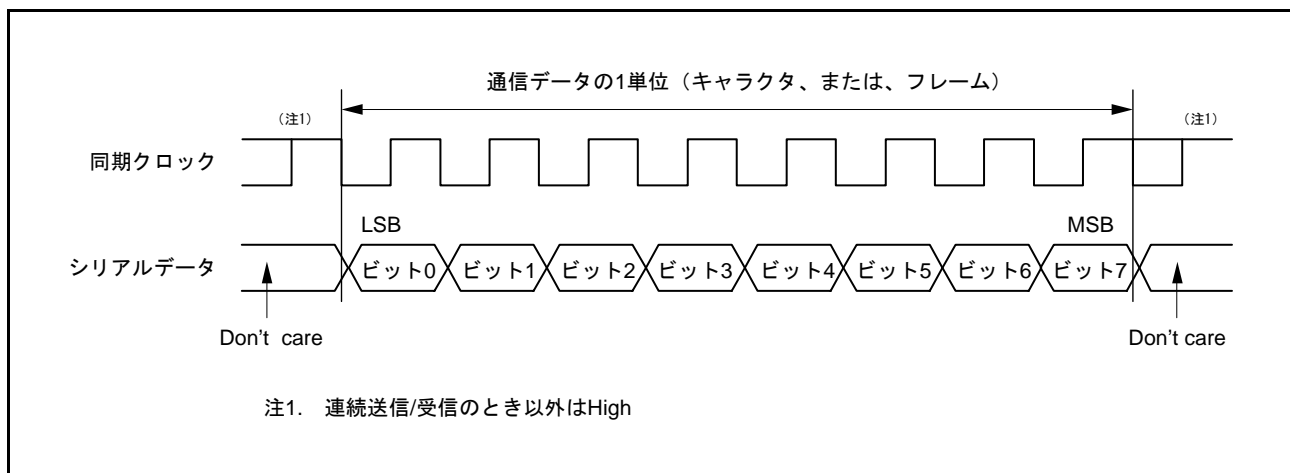 通信データの1単位（キャラクタ、または、フレーム）
（注1）
（注1）
同期クロック
LSB
MSB
シリアルデータ
ビット0
ビット1
ビット2
ビット3
ビット4
ビット5
ビット6
ビット7
Don't care
Don't care
注1. 連続送信/受信のとき以外はHigh